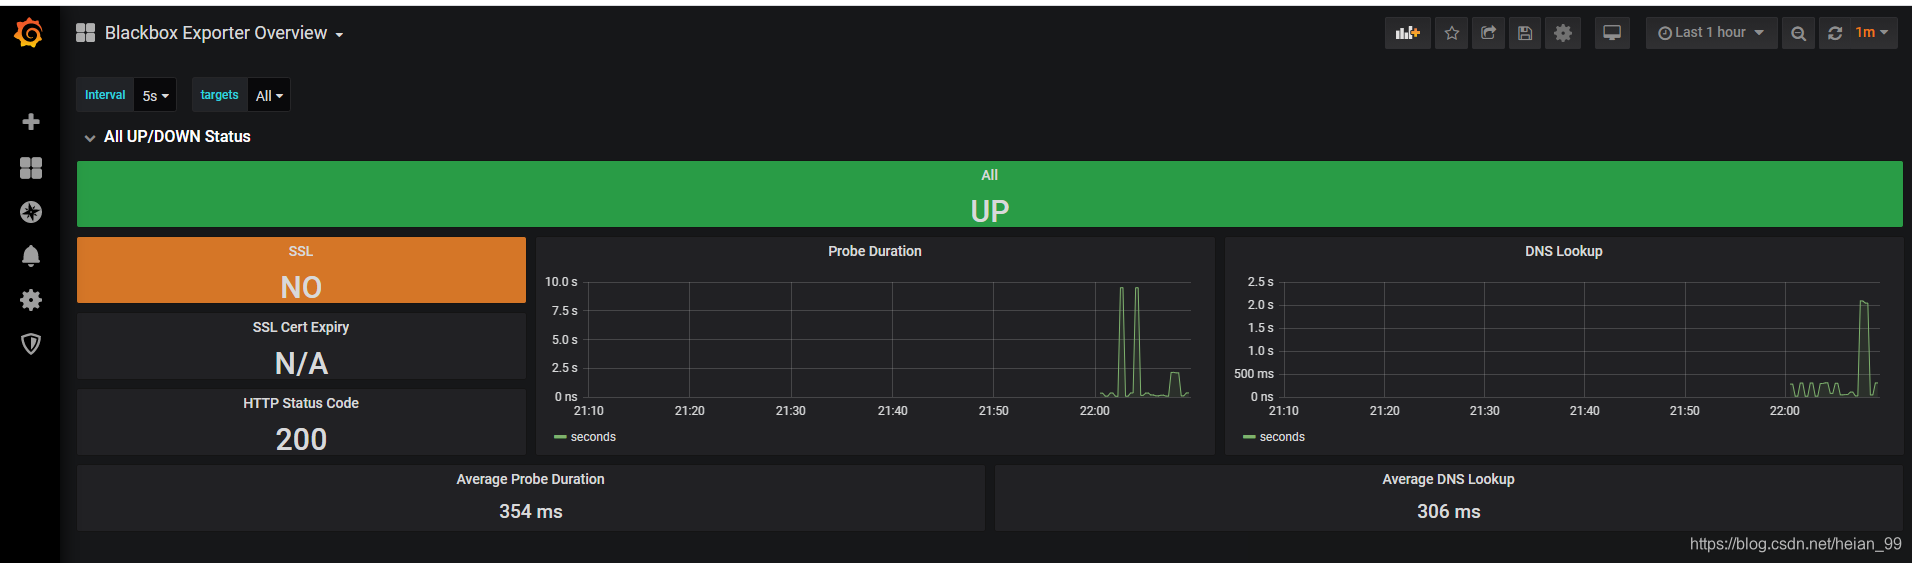 Blackbox Exporter Overview
Last 1 hour
1m
Interval
5s
targets
All
All UP/DOWN Status
All
UP
SSL
NO
SSL Cert Expiry
N/A
HTTP Status Code
200
Probe Duration
10.0 s
7.5 s
5.0 s
2.5 s
0 ns
21:10 21:20 21:30 21:40 21:50 22:00
seconds
DNS Lookup
2.5 s
2.0 s
1.5 s
1.0 s
500 ms
0 ns
21:10 21:20 21:30 21:40 21:50 22:00
seconds
Average Probe Duration
354 ms
Average DNS Lookup
306 ms
https://blog.csdn.net/heian_99